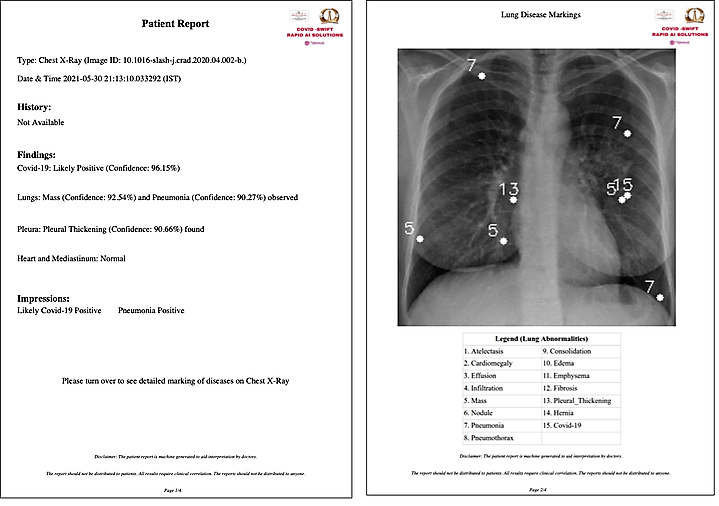 Patient Report
COVID -SWIFT
RAPID AI SOLUTIONS
Type: Chest X-Ray (Image ID: 10.1016-slash-j.crad.2020.04.002-b.)
Date & Time 2021-05-30 21:13:10.033292 (IST)
History:
Not Available
Findings:
Covid-19: Likely Positive (Confidence: 96.15%)
Lungs: Mass (Confidence: 92.54%) and Pneumonia (Confidence: 90.27%) observed
Pleura: Pleural Thickening (Confidence: 90.66%) found
Heart and Mediastinum: Normal
Impressions:
Likely Covid-19 Positive Pneumonia Positive
Please turn over to see detailed marking of diseases on Chest X-Ray
Disclaimer: The patient report is machine generated to aid interpretation by doctors.
The report should not be distributed to patients. All results require clinical correlation. The reports should not be distributed to anyone.
Page 1/4
Lung Disease Markings
COVID -SWIFT
RAPID AI SOLUTIONS
7
7
13
5
15
5
5
7
Legend (Lung Abnormalities)
1. Atelectasis 9. Consolidation
2. Cardiomegaly 10. Edema
3. Effusion 11. Emphysema
4. Infiltration 12. Fibrosis
5. Mass 13. Pleural_Thickening
6. Nodule 14. Hernia
7. Pneumonia 15. Covid-19
8. Pneumothorax
Disclaimer: The patient report is machine generated to aid interpretation by doctors.
The report should not be distributed to patients. All results require clinical correlation. The reports should not be distributed to anyone.
Page 2/4